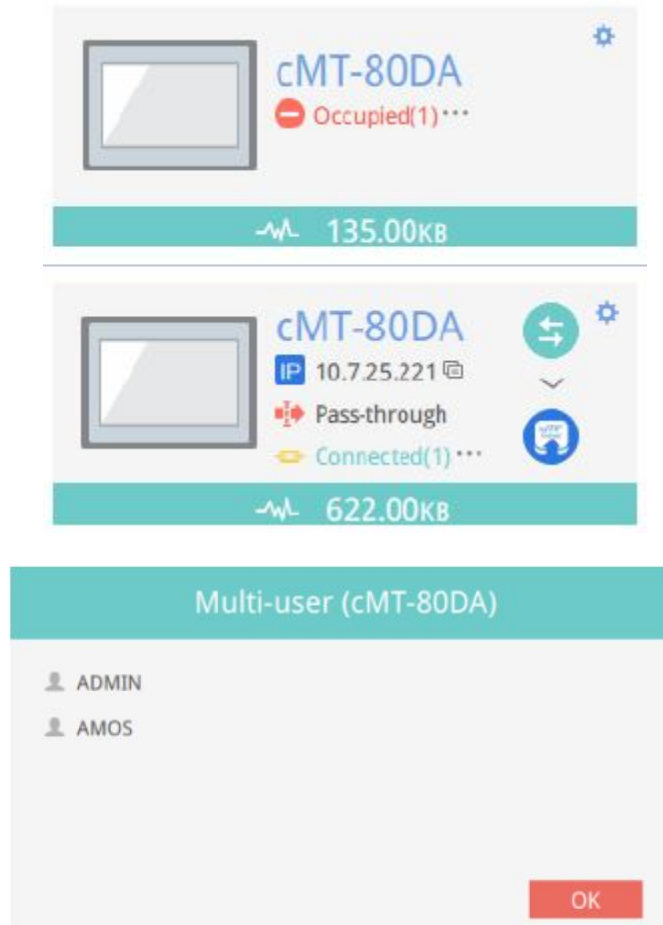 cMT-80DA
Occupied(1)···
135.00KB
cMT-80DA
IP 10.7.25.221
Pass-through
Connected(1)···
622.00KB
Multi-user (cMT-80DA)
ADMIN
AMOS
OK